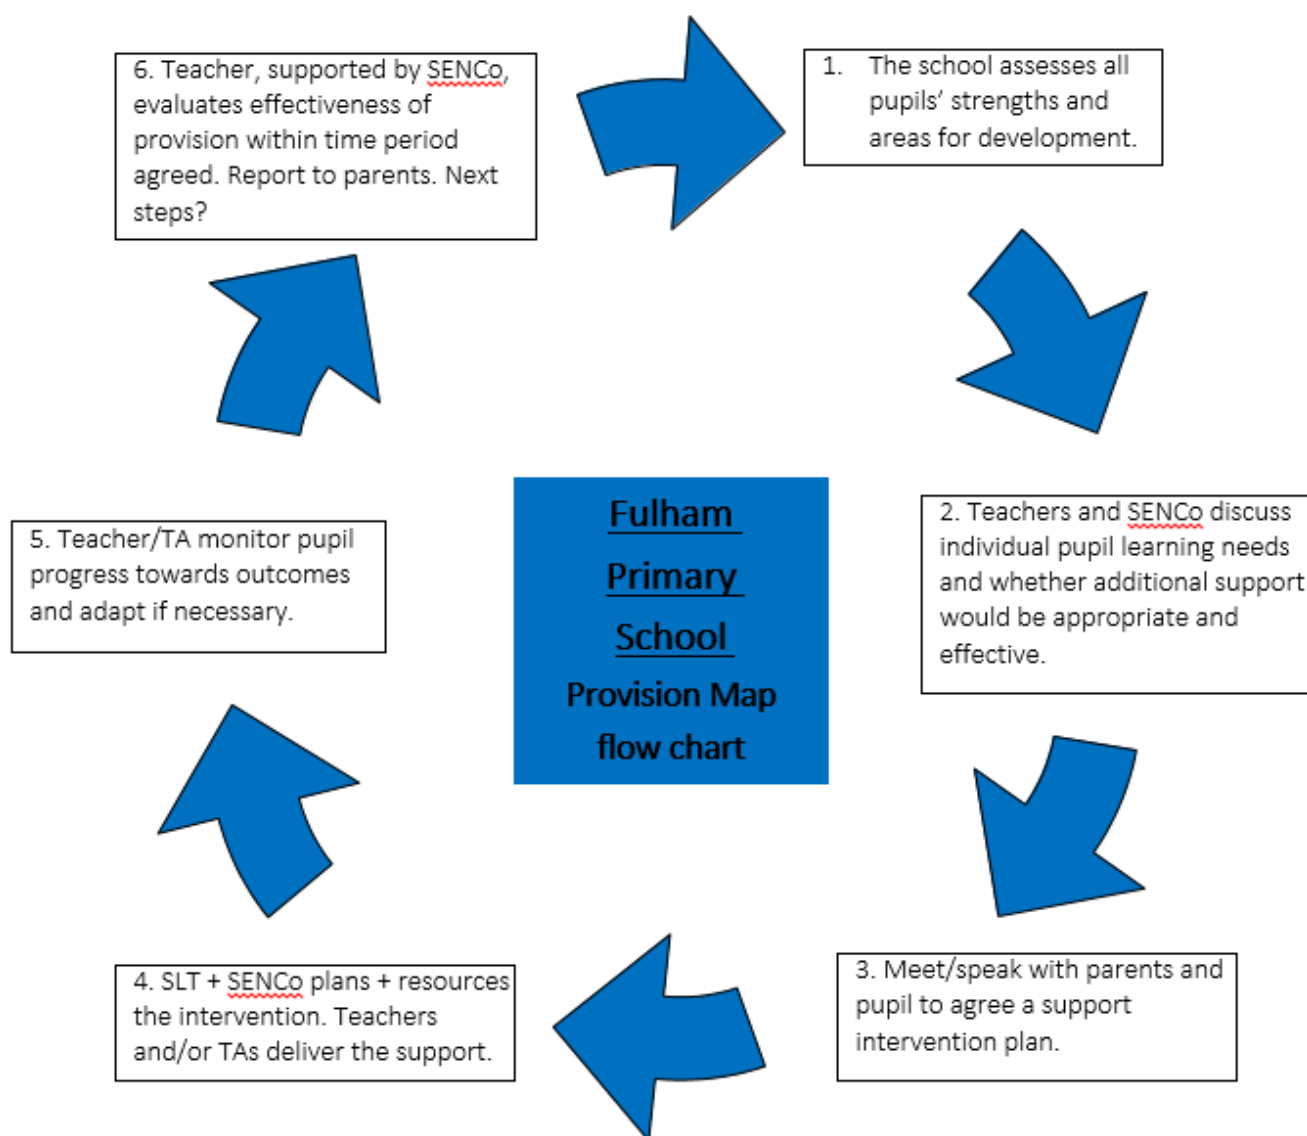 Fulham
Primary
School
Provision Map
flow chart
1. The school assesses all
pupils’ strengths and
areas for development.
2. Teachers and SENCo discuss
individual pupil learning needs
and whether additional support
would be appropriate and
effective.
3. Meet/speak with parents and
pupil to agree a support
intervention plan.
4. SLT + SENCo plans + resources
the intervention. Teachers
and/or TAs deliver the support.
5. Teacher/TA monitor pupil
progress towards outcomes
and adapt if necessary.
6. Teacher, supported by SENCo,
evaluates effectiveness of
provision within time period
agreed. Report to parents. Next
steps?